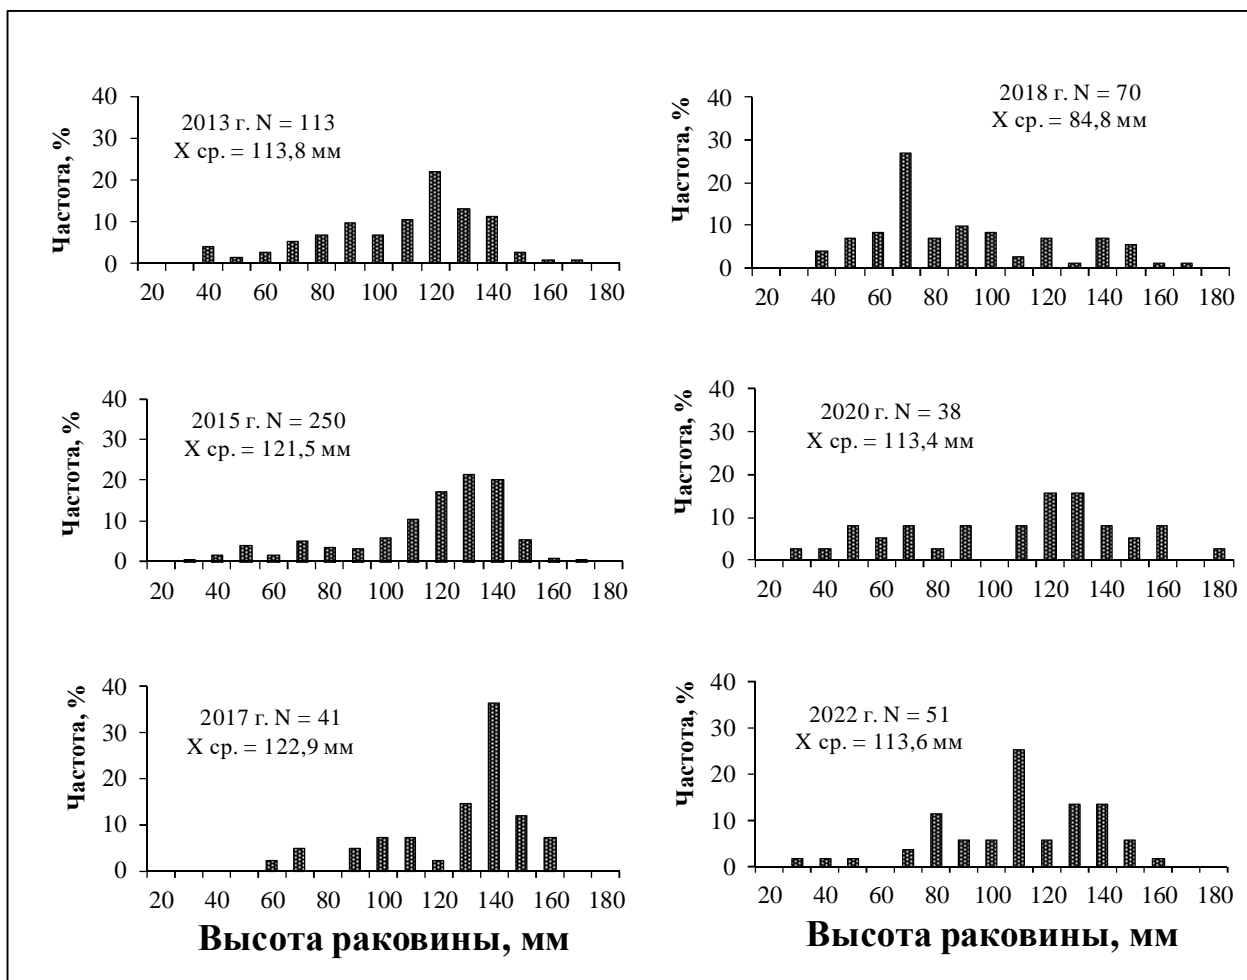 2013 г. N = 113
X ср. = 113,8 мм
Частота, %
40
30
20
10
0
20 40 60 80 100 120 140 160 180
2018 г. N = 70
X ср. = 84,8 мм
Частота, %
40
30
20
10
0
20 40 60 80 100 120 140 160 180
2015 г. N = 250
X ср. = 121,5 мм
Частота, %
40
30
20
10
0
20 40 60 80 100 120 140 160 180
2020 г. N = 38
X ср. = 113,4 мм
Частота, %
40
30
20
10
0
20 40 60 80 100 120 140 160 180
2017 г. N = 41
X ср. = 122,9 мм
Частота, %
40
30
20
10
0
20 40 60 80 100 120 140 160 180
Высота раковины, мм
2022 г. N = 51
X ср. = 113,6 мм
Частота, %
40
30
20
10
0
20 40 60 80 100 120 140 160 180
Высота раковины, мм